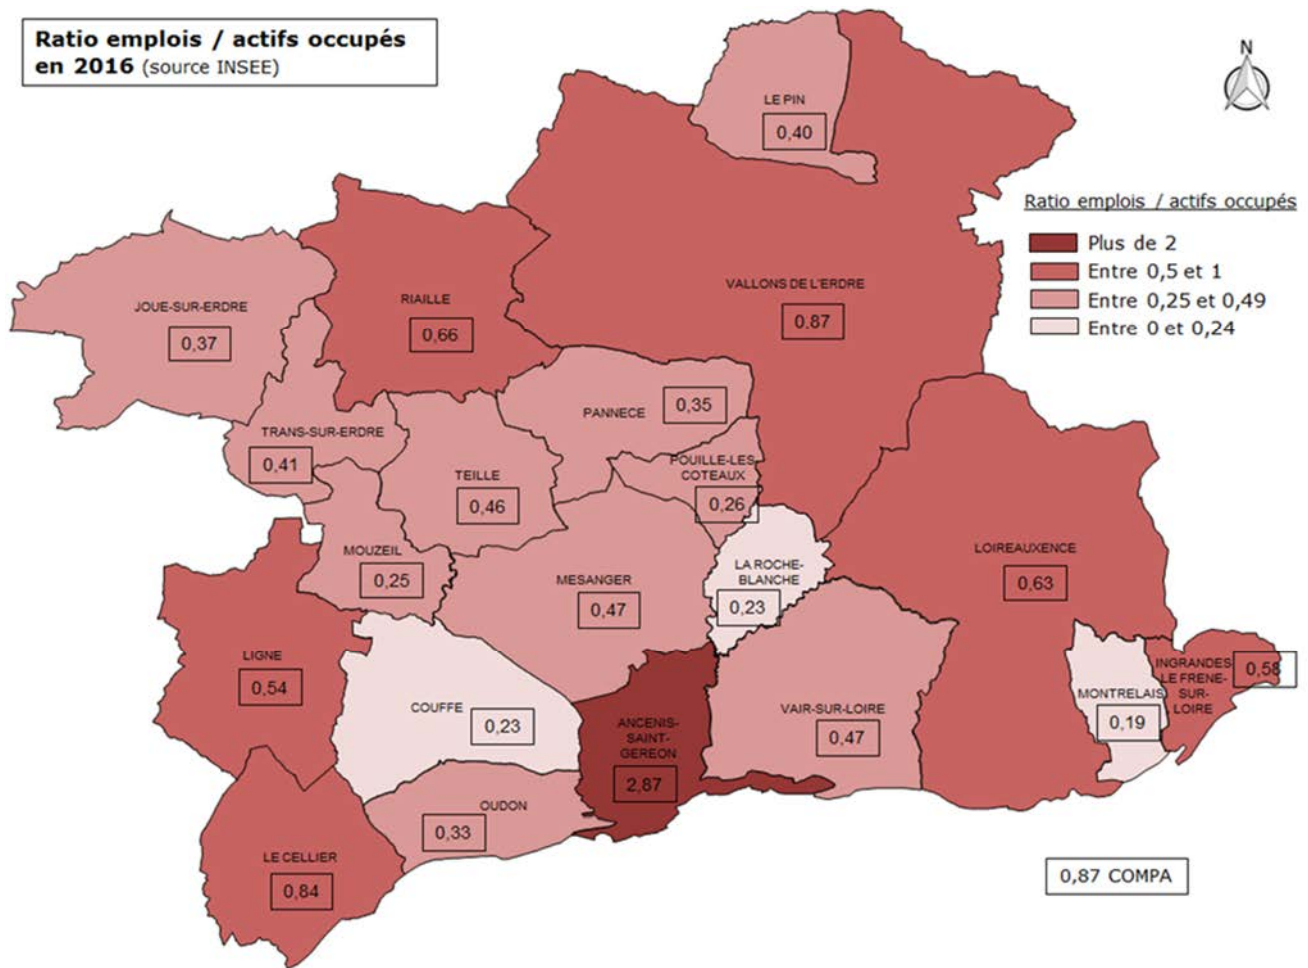 Ratio emplois / actifs occupés
en 2016 (source INSEE)
N
LE PIN
0,40
Ratio emplois / actifs occupés
Plus de 2
Entre 0,5 et 1
Entre 0,25 et 0,49
Entre 0 et 0,24
VALLONS DE L'ERDRE
0,87
RIAILLE
0,66
JOUE-SUR-ERDRE
0,37
PANNECE
0,35
TRANS-SUR-ERDRE
0,41
TEILLE
0,46
POUILLE-LES-
COTEAUX
0,26
MOUZEIL
0,25
MESANGER
0,47
LA ROCHE-
BLANCHE
0,23
LOIREAUXENCE
0,63
LIGNE
0,54
COUFFE
0,23
ANCENIS-
SAINT-
GEREON
2,87
VAIR-SUR-LOIRE
0,47
MONTRELAIS
0,19
INGRANDES-
LE FRENE-
SUR-
LOIRE
0,58
OUDON
0,33
LE CELLIER
0,84
0,87 COMPA